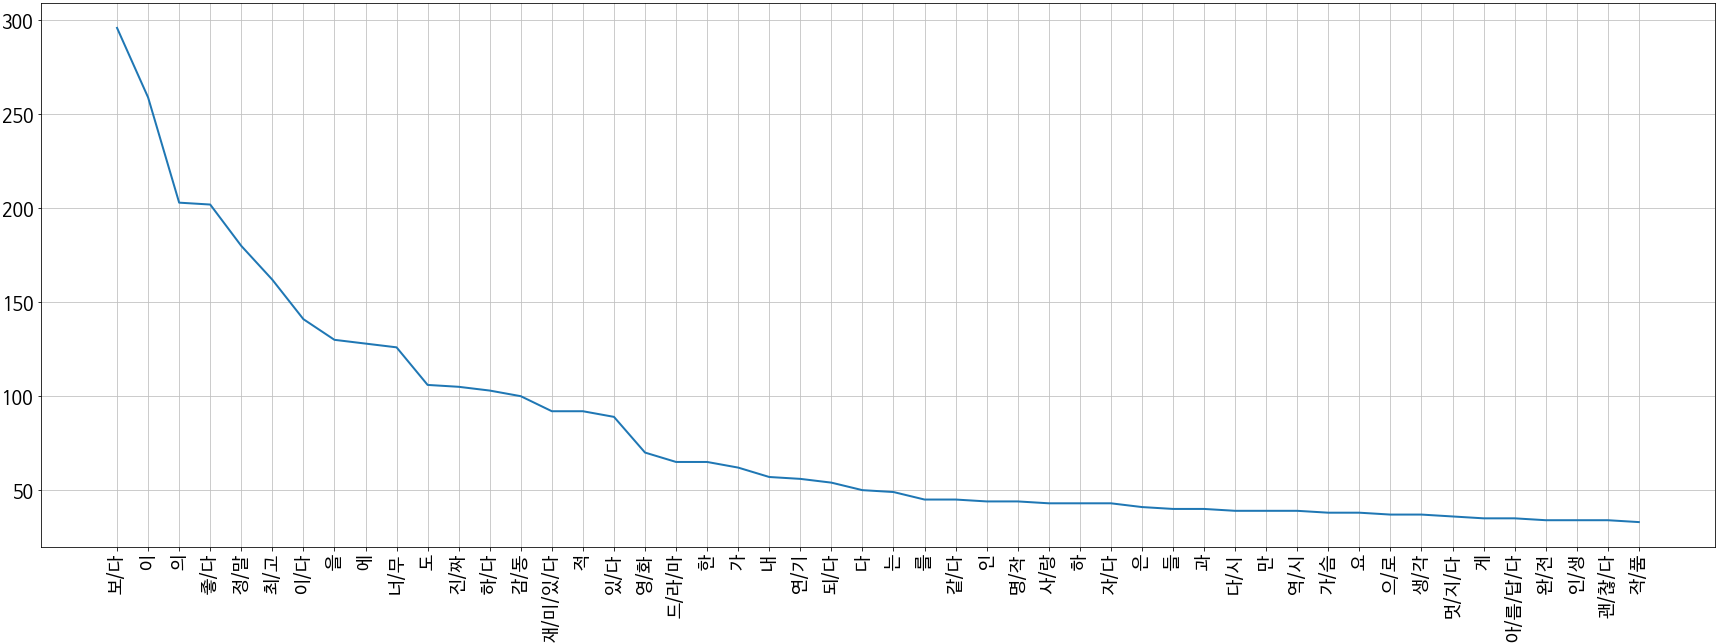 300
250
200
150
100
50
보/다
이
의
좋/다
정/말
최/고
이/다
을
에
너/무
도
진/짜
하/다
감/동
재/미/있/다
적
있/다
영/화
드/라/마
한
가
내
연/기
되/다
다
는
를
같/다
인
명/작
사/랑
하
자/다
은
들
과
다/시
만
역/시
가/슴
요
으/로
생/각
멋/지/다
게
아/름/답/다
완/전
인/생
괜/찮/다
작/품